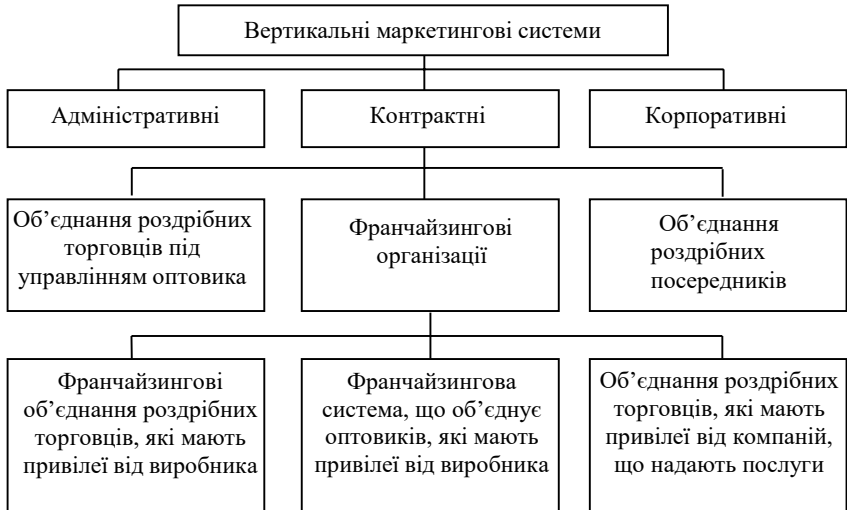 Вертикальні маркетингові системи
Адміністративні
Контрактні
Корпоративні
Об’єднання роздрібних
торговців під
управлінням оптовика
Франчайзингові
організації
Об’єднання
роздрібних
посередників
Франчайзингові
об’єднання роздрібних
торговців, які мають
привілеї від виробника
Франчайзингова
система, що об’єднує
оптовиків, які мають
привілеї від виробника
Об’єднання роздрібних
торговців, які мають
привілеї від компаній,
що надають послуги